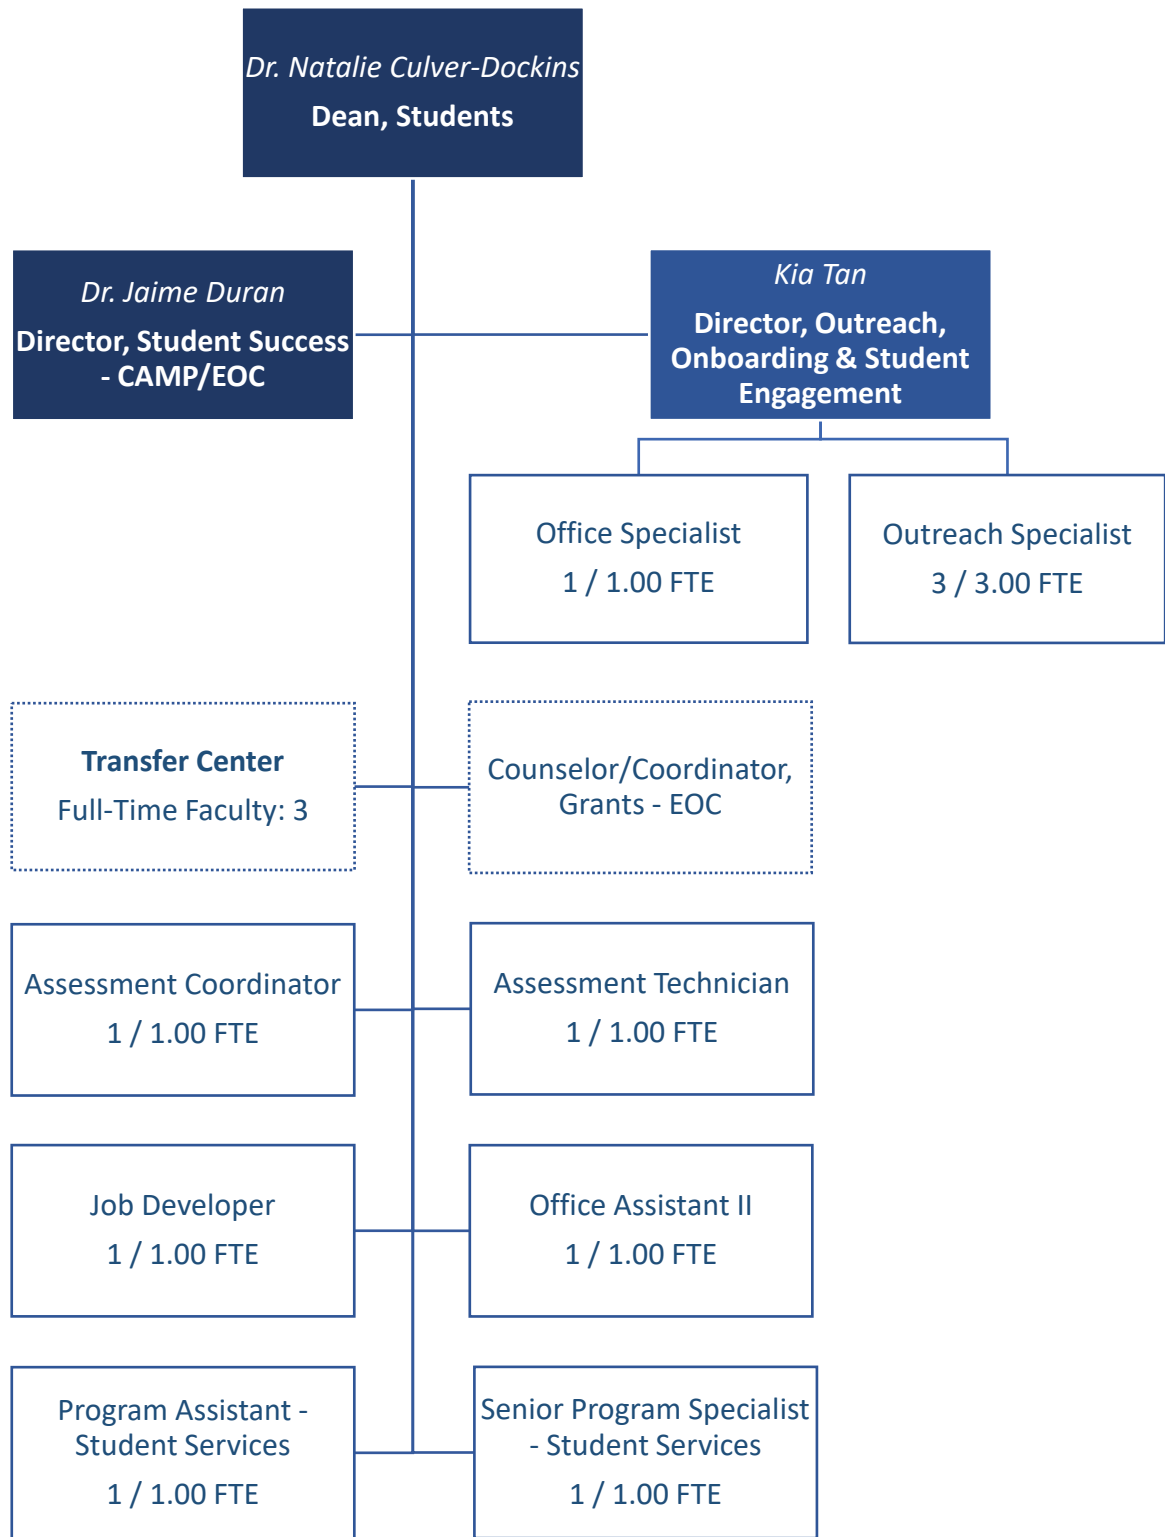 Dr. Natalie Culver-Dockins
Dean, Students
Dr. Jaime Duran
Director, Student Success
- CAMP/EOC
Kia Tan
Director, Outreach,
Onboarding & Student
Engagement
Office Specialist
1 / 1.00 FTE
Outreach Specialist
3 / 3.00 FTE
Transfer Center
Full-Time Faculty: 3
Counselor/Coordinator,
Grants - EOC
Assessment Coordinator
1 / 1.00 FTE
Assessment Technician
1 / 1.00 FTE
Job Developer
1 / 1.00 FTE
Office Assistant II
1 / 1.00 FTE
Program Assistant -
Student Services
1 / 1.00 FTE
Senior Program Specialist
- Student Services
1 / 1.00 FTE